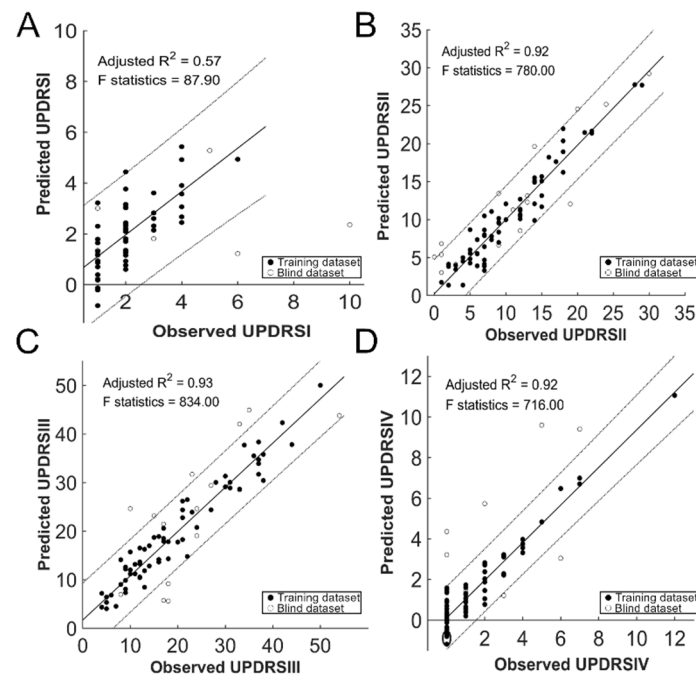 A
Adjusted R² = 0.57
F statistics = 87.90
Predicted UPDRSI
10
8
6
4
2
0
2 4 6 8 10
Training dataset
Blind dataset
Observed UPDRSI
B
Adjusted R² = 0.92
F statistics = 780.00
Predicted UPDRSII
35
30
25
20
15
10
5
0
0 5 10 15 20 25 30 35
Training dataset
Blind dataset
Observed UPDRSII
C
Adjusted R² = 0.93
F statistics = 834.00
Predicted UPDRSIII
50
40
30
20
10
0
0 10 20 30 40 50
Training dataset
Blind dataset
Observed UPDRSIII
D
Adjusted R² = 0.92
F statistics = 716.00
Predicted UPDRSIV
12
10
8
6
4
2
0
0 2 4 6 8 10 12
Training dataset
Blind dataset
Observed UPDRSIV